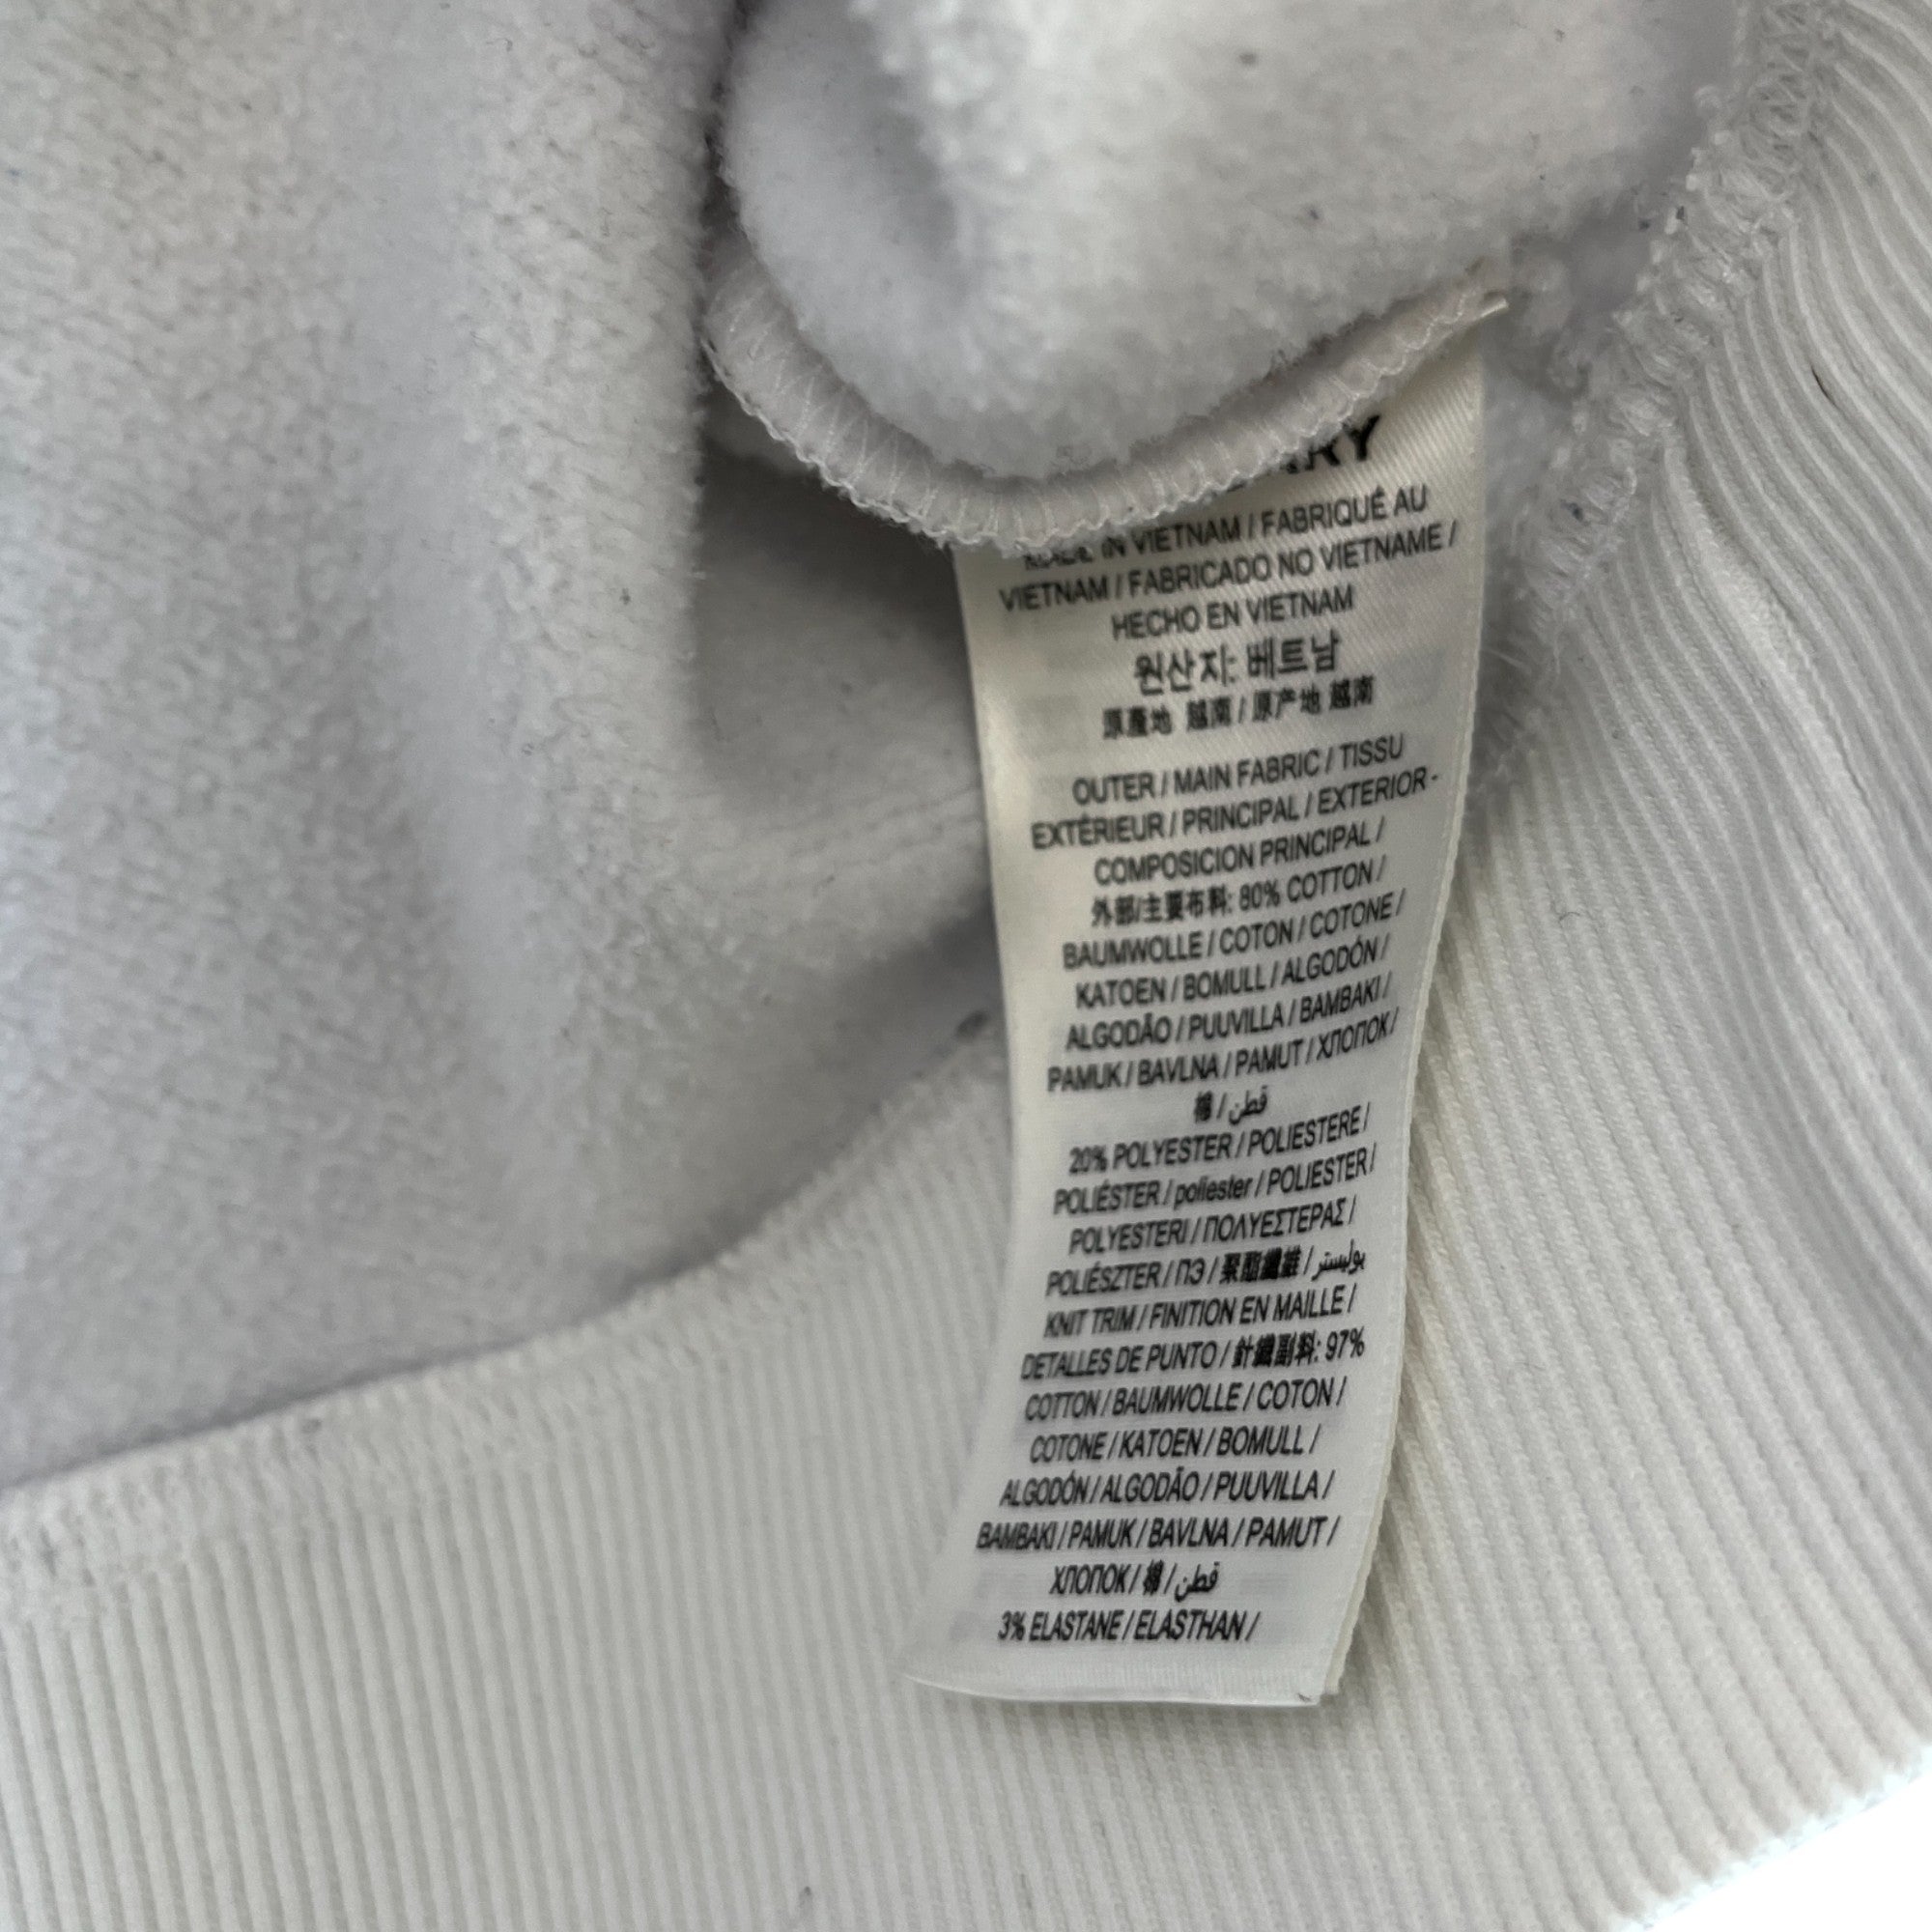 MADE IN VIETNAM / FABRIQUÉ AU
VIETNAM / FABRICADO NO VIETNAME /
HECHO EN VIETNAM
원산지: 베트남
原產地 越南 / 原产地 越南
OUTER / MAIN FABRIC / TISSU
EXTÉRIEUR / PRINCIPAL / EXTERIOR -
COMPOSICION PRINCIPAL /
外部/主要布料: 80% COTTON /
BAUMWOLLE / COTON / COTONE /
KATOEN / BOMULL / ALGODÓN /
ALGODÃO / PUUVILLA / BAMBAKI /
PAMUK / BAVLNA / PAMUT / ХЛОПОК /
棉 / قطن
20% POLYESTER / POLIESTERE /
POLIÉSTER / poliester / POLIESTER /
POLYESTERI / ΠΟΛΥΕΣΤΕΡΑΣ /
POLIÉSZTER / ПЭ / 聚酯纖維 / بوليستر
KNIT TRIM / FINITION EN MAILLE /
DETALLES DE PUNTO / 針織副料: 97%
COTTON / BAUMWOLLE / COTON /
COTONE / KATOEN / BOMULL /
ALGODÓN / ALGODÃO / PUUVILLA /
BAMBAKI / PAMUK / BAVLNA / PAMUT /
ХЛОПОК / 棉 / قطن
3% ELASTANE / ELASTHAN /